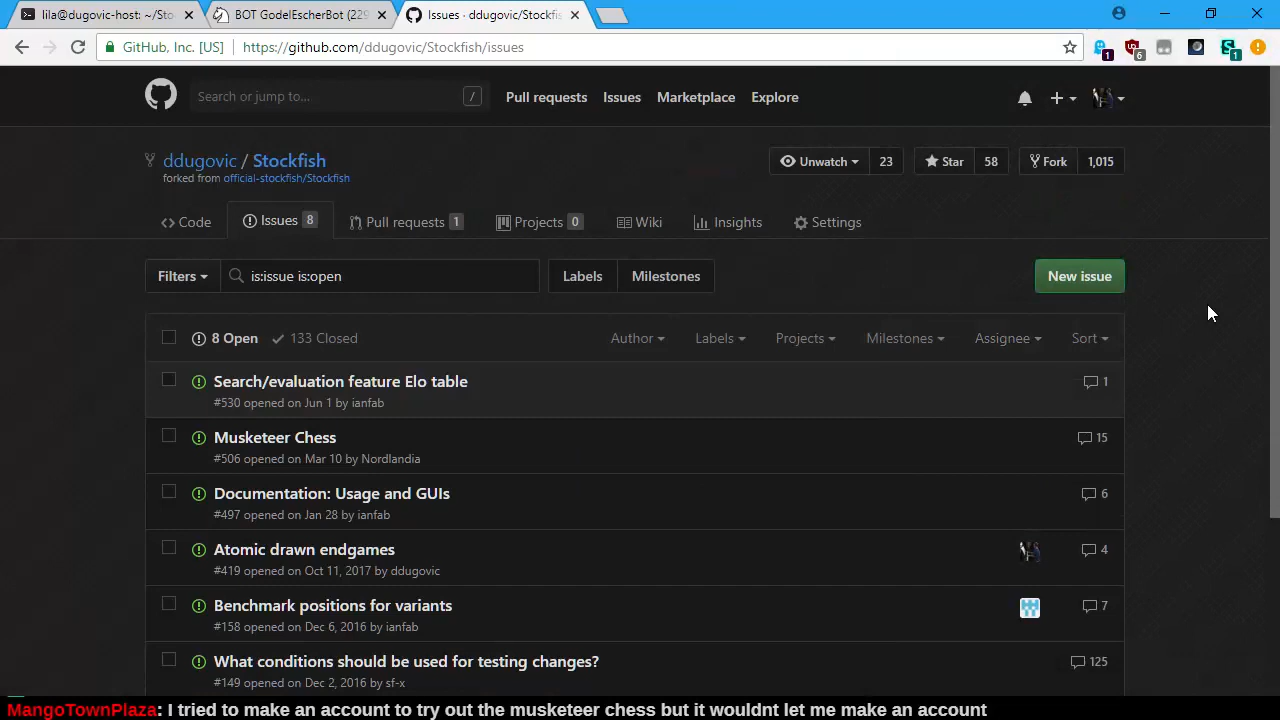 lila@dugovic-host: ~/Sto
BOT GodelEscherBot (229
Issues · ddugovic/Stockfis
GitHub, Inc. [US]
https://github.com/ddugovic/Stockfish/issues
1
6
1
Search or jump to...
/
Pull requests
Issues
Marketplace
Explore
ddugovic / Stockfish
forked from official-stockfish/Stockfish
Unwatch 23
Star 58
Fork 1,015
Code
Issues 8
Pull requests 1
Projects 0
Wiki
Insights
Settings
Filters
is:issue is:open
Labels
Milestones
New issue
8 Open
133 Closed
Author
Labels
Projects
Milestones
Assignee
Sort
Search/evaluation feature Elo table
1
#530 opened on Jun 1 by ianfab
Musketeer Chess
15
#506 opened on Mar 10 by Nordlandia
Documentation: Usage and GUIs
6
#497 opened on Jan 28 by ianfab
Atomic drawn endgames
4
#419 opened on Oct 11, 2017 by ddugovic
Benchmark positions for variants
7
#158 opened on Dec 6, 2016 by ianfab
What conditions should be used for testing changes?
125
#149 opened on Dec 2, 2016 by sf-x
MangoTownPlaza: I tried to make an account to try out the musketeer chess but it wouldnt let me make an account